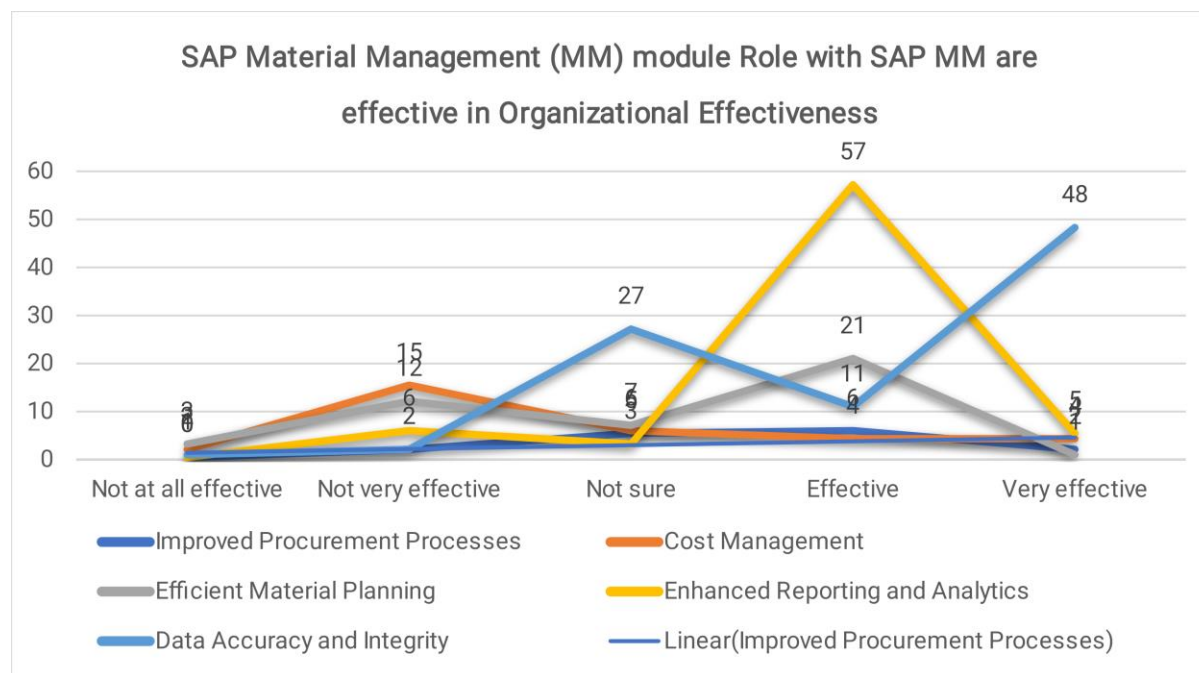 SAP Material Management (MM) module Role with SAP MM are
effective in Organizational Effectiveness
57
60
50
48
40
30
27
21
20
15
12
11
10
6
7
6
3
6
4
5
2
0
Not at all effective
Not very effective
Not sure
Effective
Very effective
Improved Procurement Processes
Cost Management
Efficient Material Planning
Enhanced Reporting and Analytics
Data Accuracy and Integrity
Linear(Improved Procurement Processes)